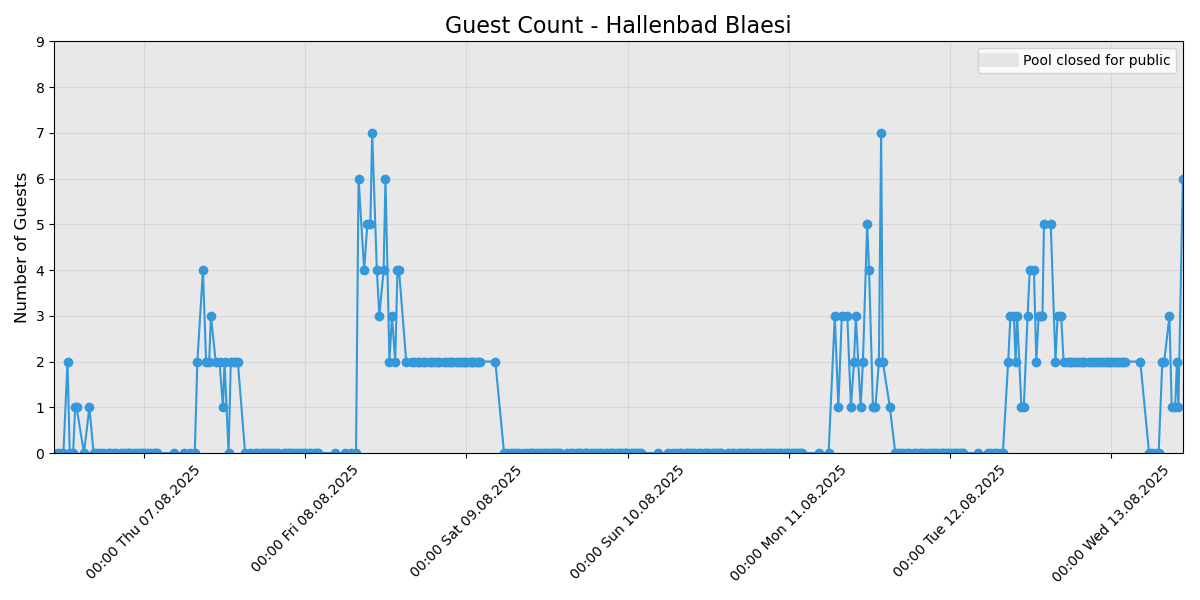 Guest Count - Hallenbad Blaesi
Pool closed for public
Number of Guests
9
8
7
6
5
4
3
2
1
0
00:00 Thu 07.08.2025
00:00 Fri 08.08.2025
00:00 Sat 09.08.2025
00:00 Sun 10.08.2025
00:00 Mon 11.08.2025
00:00 Tue 12.08.2025
00:00 Wed 13.08.2025